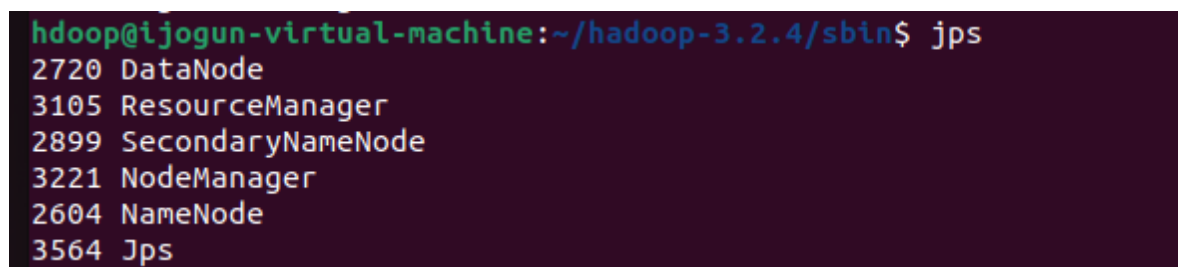 hdoop@ijogun-virtual-machine:~/hadoop-3.2.4/sbin$ jps
2720 DataNode
3105 ResourceManager
2899 SecondaryNameNode
3221 NodeManager
2604 NameNode
3564 Jps